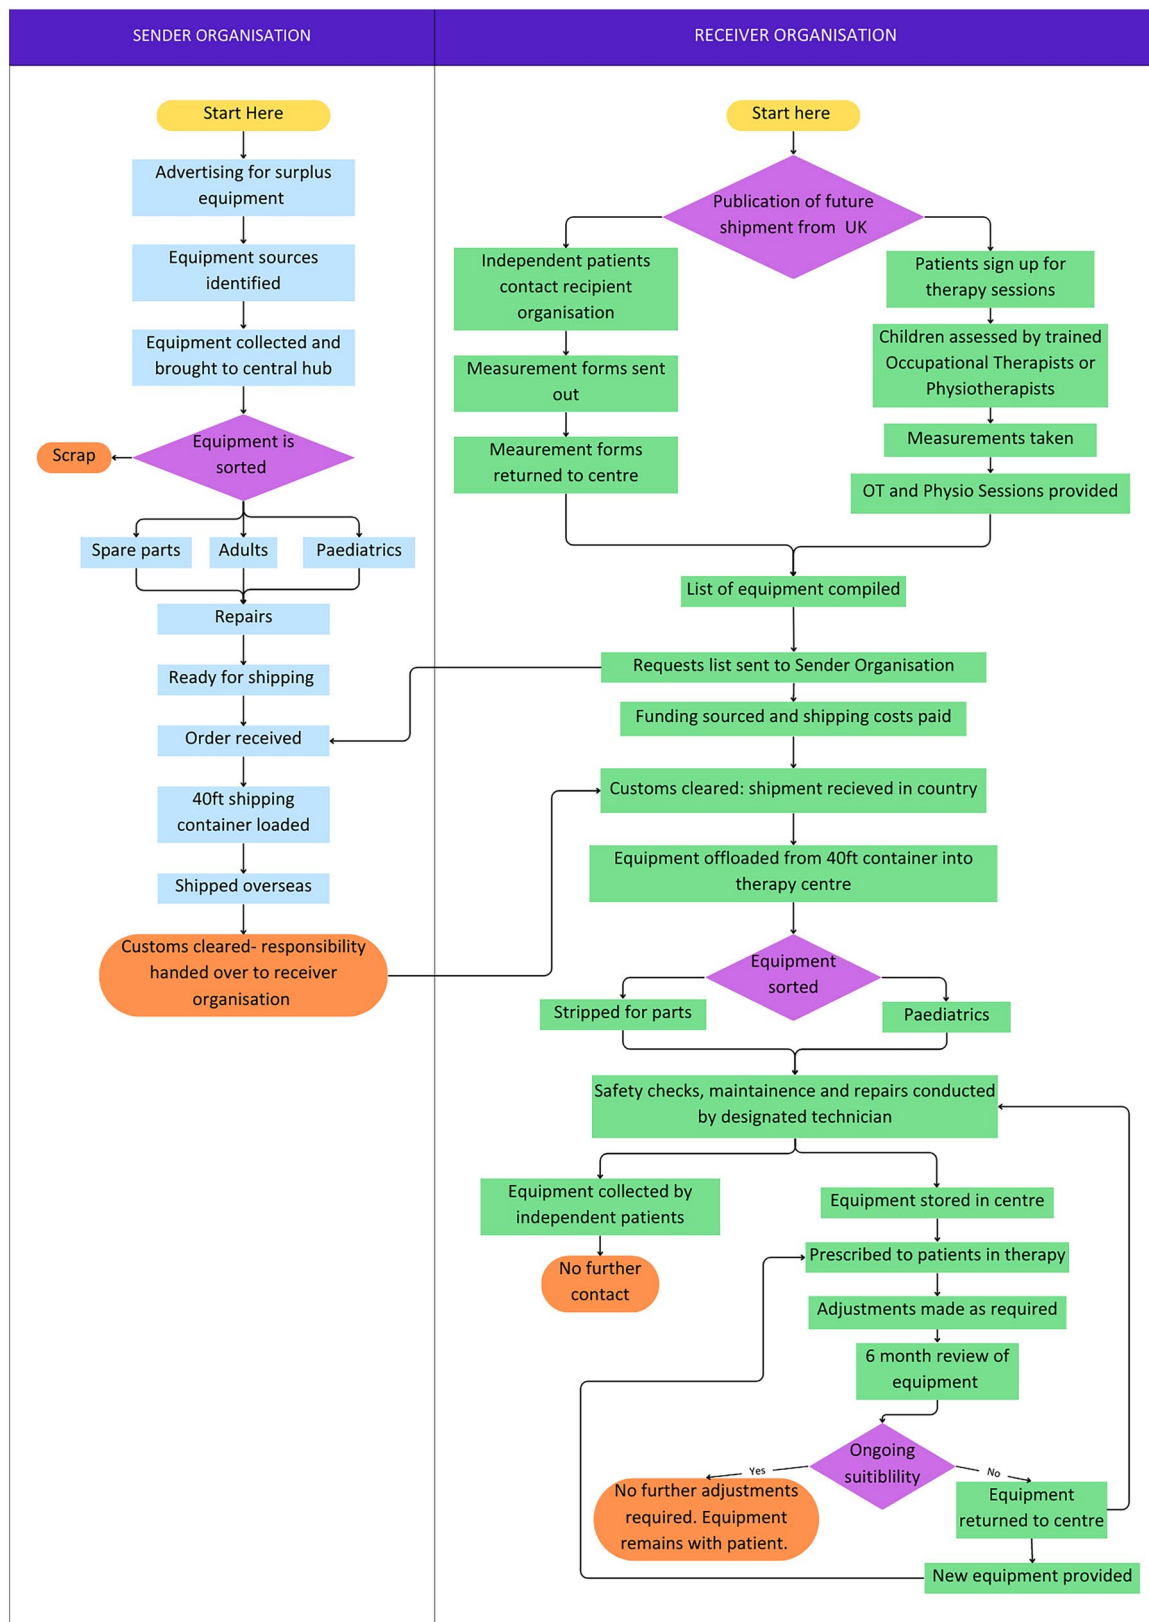 SENDER ORGANISATION
Start Here
Advertising for surplus
equipment
Equipment sources
identified
Equipment collected and
brought to central hub
Equipment is
sorted
Scrap
Spare parts
Adults
Paediatrics
Repairs
Ready for shipping
Order received
40ft shipping
container loaded
Shipped overseas
Customs cleared- responsibility
handed over to receiver
organisation
RECEIVER ORGANISATION
Start here
Publication of future
shipment from UK
Independent patients
contact recipient
organisation
Measurement forms sent
out
Meaurement forms
returned to centre
Patients sign up for
therapy sessions
Children assessed by trained
Occupational Therapists or
Physiotherapists
Measurements taken
OT and Physio Sessions provided
List of equipment compiled
Requests list sent to Sender Organisation
Funding sourced and shipping costs paid
Customs cleared: shipment recieved in country
Equipment offloaded from 40ft container into
therapy centre
Equipment
sorted
Stripped for parts
Paediatrics
Safety checks, maintainence and repairs conducted
by designated technician
Equipment collected by
independent patients
No further
contact
Equipment stored in centre
Prescribed to patients in therapy
Adjustments made as required
6 month review of
equipment
Ongoing
suitiblility
Yes
No
No further adjustments
required. Equipment
remains with patient.
Equipment
returned to centre
New equipment provided